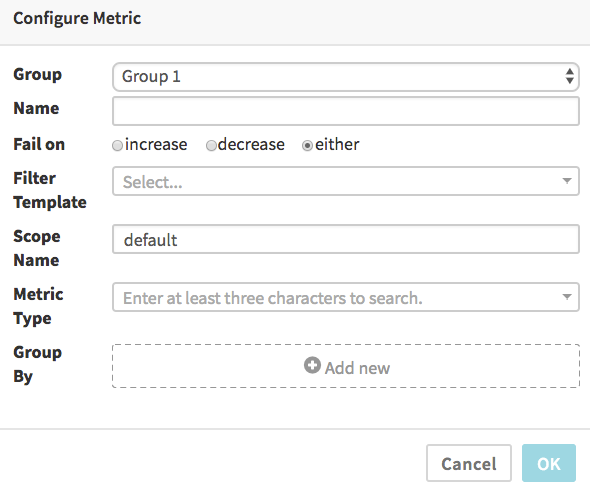 Configure Metric
Group
Group 1
Name
Fail on
increase decrease either
Filter
Template
Select...
Scope
Name
default
Metric
Type
Enter at least three characters to search.
Group
By
Add new
Cancel OK